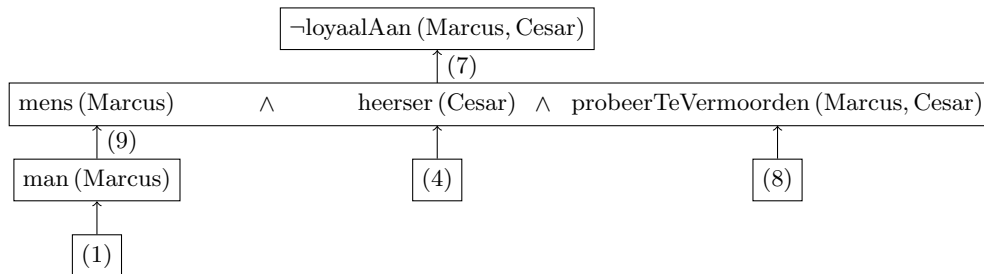 ¬loyaalAan (Marcus, Cesar)
(7)
mens (Marcus) ∧ heerser (Cesar) ∧ probeerTeVermoorden (Marcus, Cesar)
(9)
man (Marcus) (4) (8)
(1)